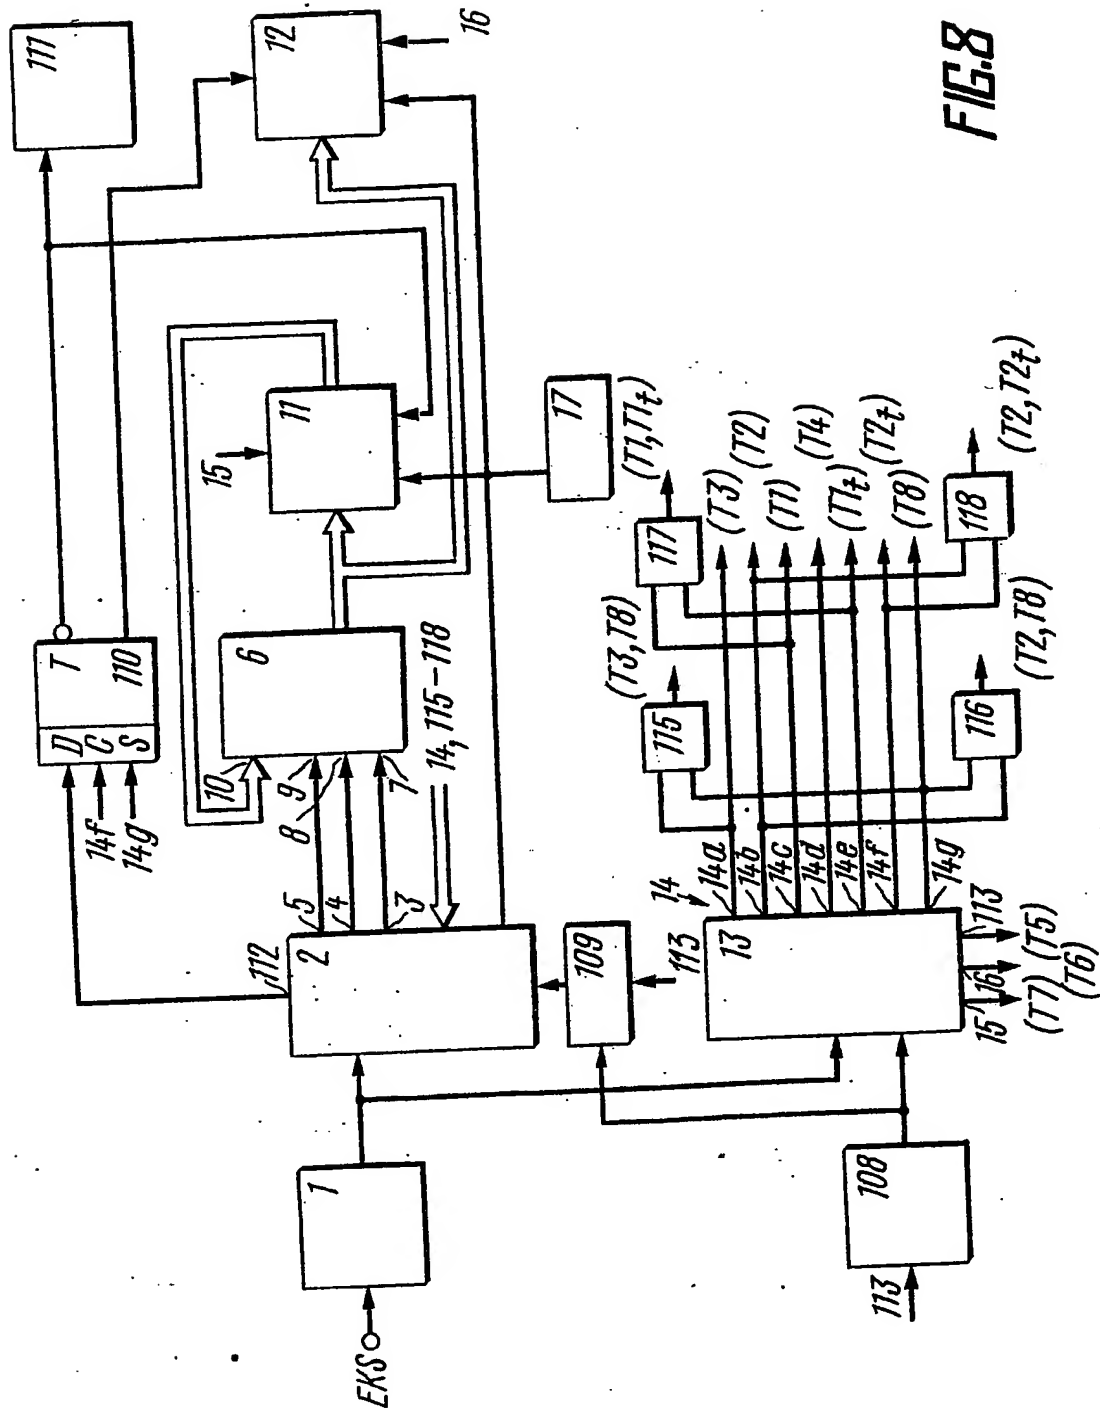 FIG.8
111
12
16
T
110
D
C
S
14f
14g
15
11
17
10
9
8
7
6
5
4
3
14, 115-118
112
2
109
113
1
EKS
108
113
13
14
14a
14b
14c
14d
14e
14f
14g
113
(T5)
16
(T6)
15
(T7)
115
(T3, T8)
116
(T2, T8)
117
(T1, T1t)
118
(T2, T2t)
(T3)
(T2)
(T1)
(T4)
(T1t)
(T2t)
(T8)